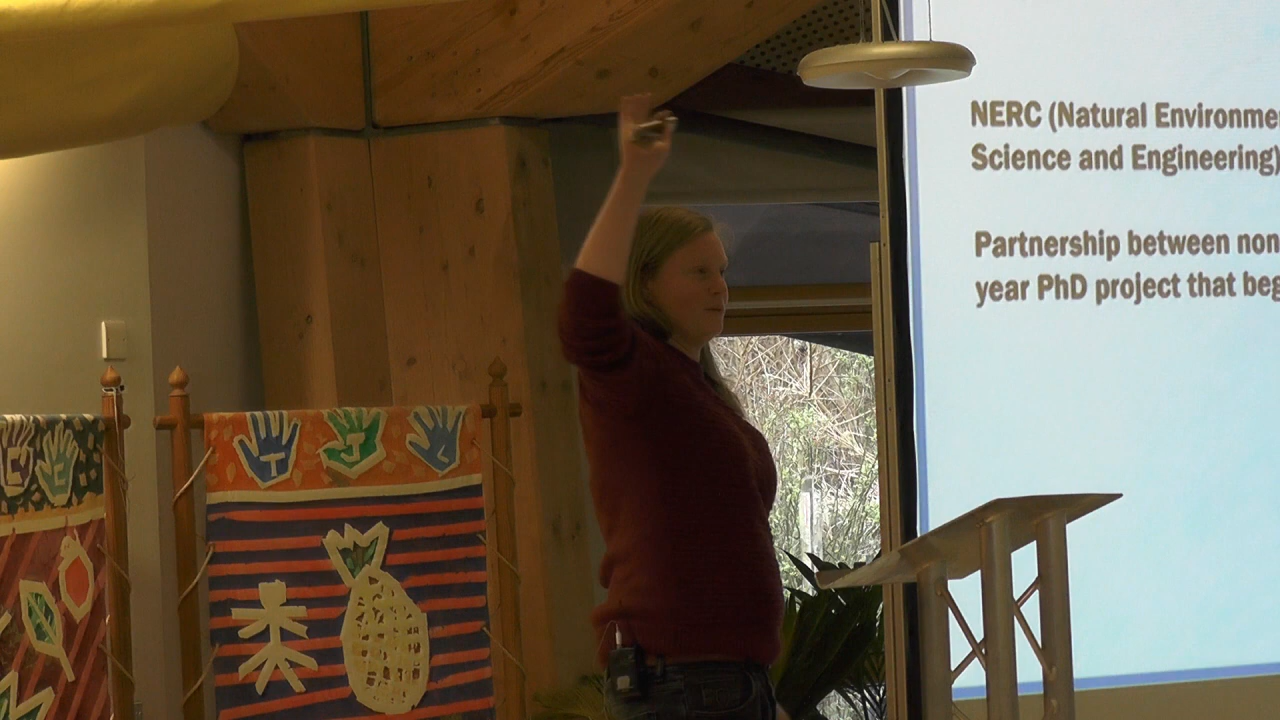 NERC (Natural Environme
Science and Engineering)
Partnership between non
year PhD project that beg
T J L
C C